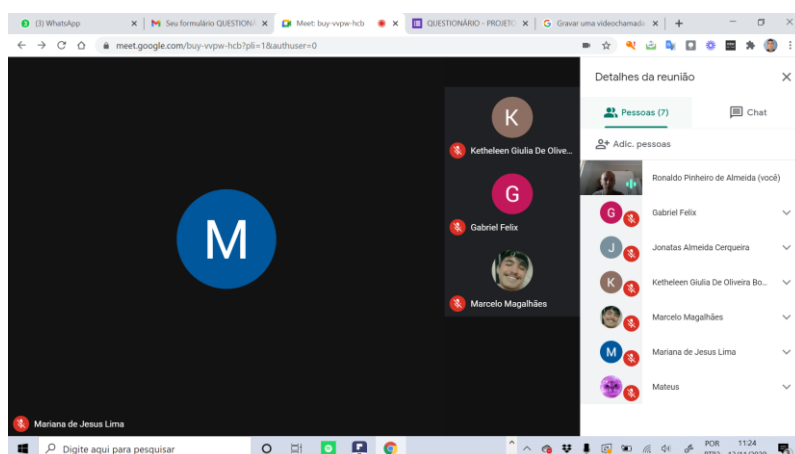 (3) WhatsApp
Seu formulário QUESTION
Meet: buy-vvpw-hcb
QUESTIONÁRIO - PROJETO
Gravar uma videochamada
meet.google.com/buy-vvpw-hcb?pli=1&authuser=0
Detalhes da reunião
Pessoas (7)
Chat
Adic. pessoas
K
Ketheleen Giulia De Olive...
G
Gabriel Felix
Marcelo Magalhães
M
Mariana de Jesus Lima
Ronaldo Pinheiro de Almeida (você)
G
Gabriel Felix
J
Jonatas Almeida Cerqueira
K
Ketheleen Giulia De Oliveira Bo...
Marcelo Magalhães
M
Mariana de Jesus Lima
Mateus
Digite aqui para pesquisar
POR
11:24